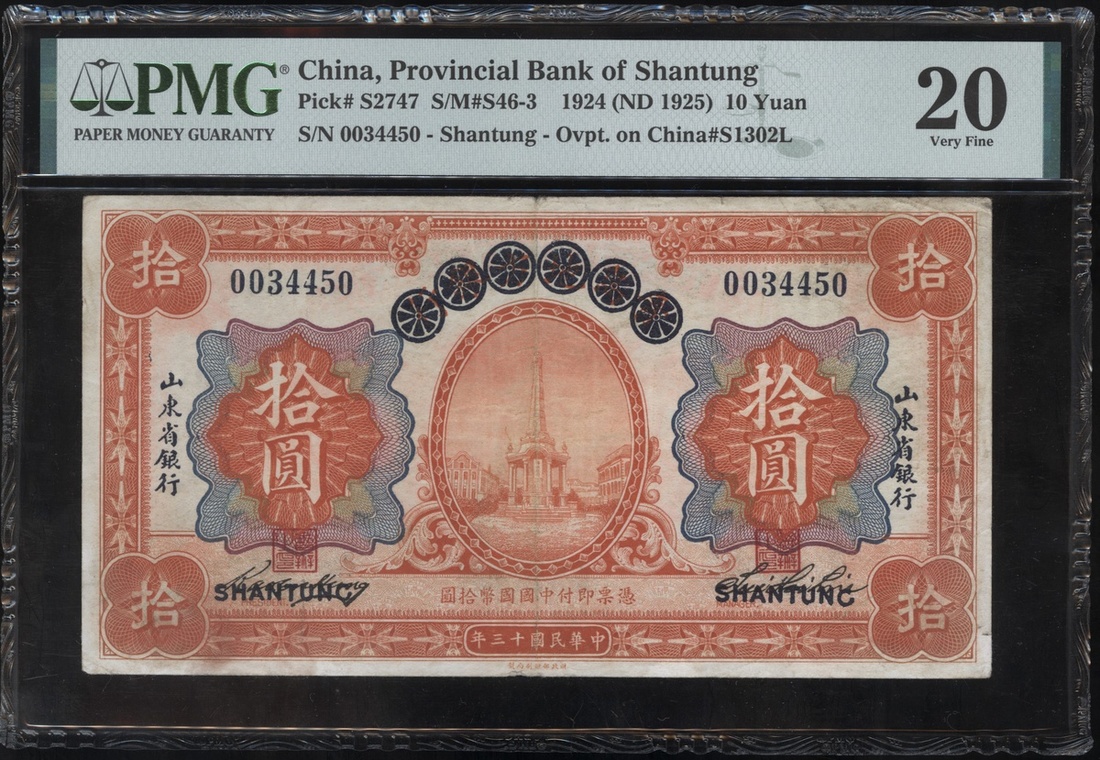 PMG®
PAPER MONEY GUARANTY
China, Provincial Bank of Shantung
Pick# S2747 S/M#S46-3 1924 (ND 1925) 10 Yuan
S/N 0034450 - Shantung - Ovpt. on China#S1302L
20
Very Fine
拾
拾
0034450
0034450
拾圓
拾圓
山東省銀行
山東省銀行
SHANTUNG
SHANTUNG
圓拾幣國國中付即票憑
拾
拾
年三十國民華中